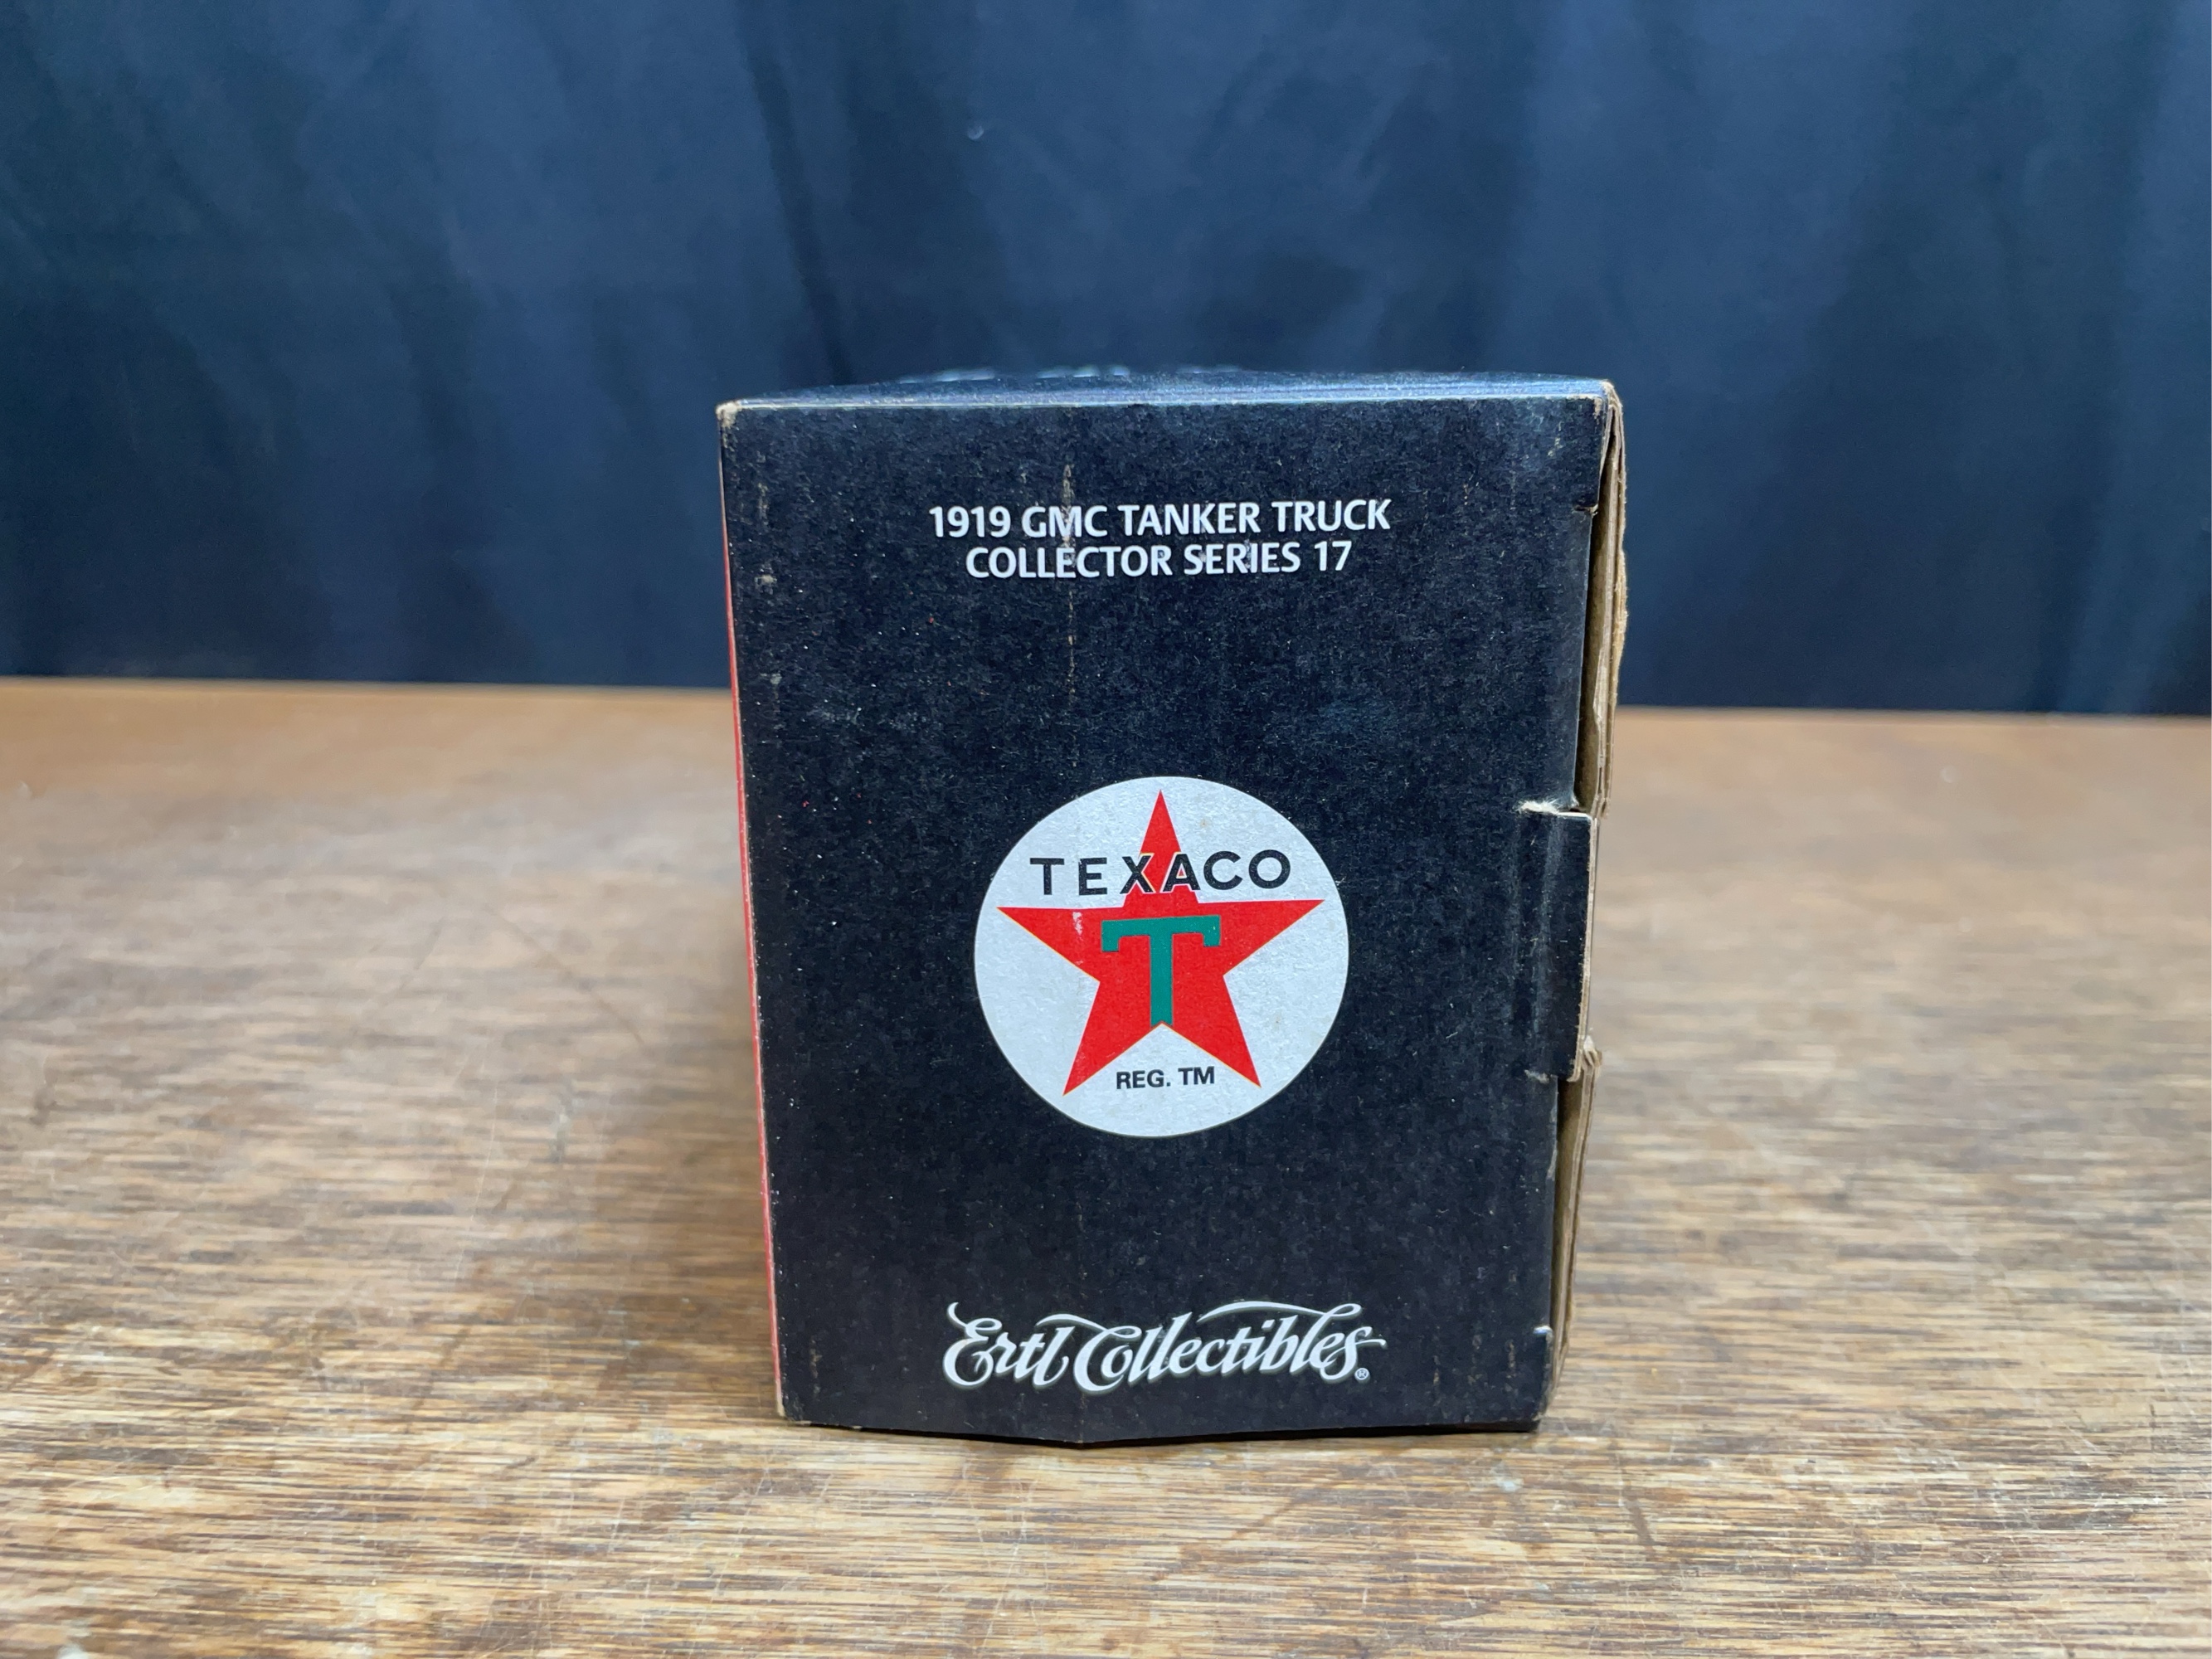 1919 GMC TANKER TRUCK
COLLECTOR SERIES 17
TEXACO
T
REG. TM
Ertl Collectibles®